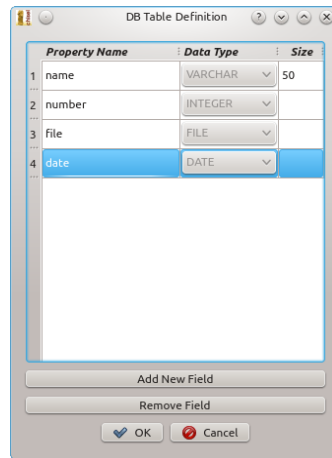 DB Table Definition
Property Name Data Type Size
1 name VARCHAR 50
2 number INTEGER
3 file FILE
4 date DATE
Add New Field
Remove Field
OK Cancel